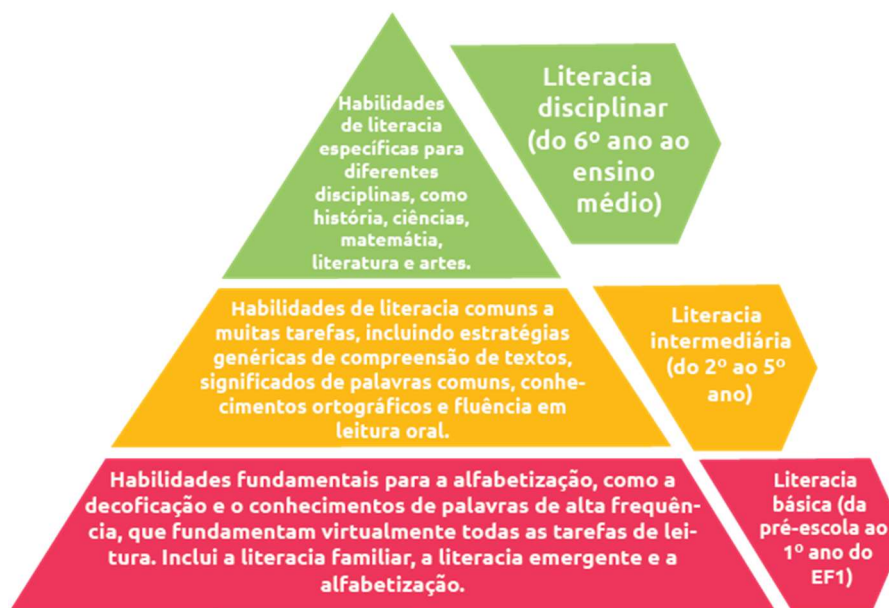 Habilidades
de literacia
específicas para
diferentes
disciplinas, como
história, ciências,
matemátia,
literatura e artes.
Literacia
disciplinar
(do 6º ano ao
ensino
médio)
Habilidades de literacia comuns a
muitas tarefas, incluindo estratégias
genéricas de compreensão de textos,
significados de palavras comuns, conhe-
cimentos ortográficos e fluência em
leitura oral.
Literacia
intermediária
(do 2º ao 5º
ano)
Habilidades fundamentais para a alfabetização, como a
decoficação e o conhecimentos de palavras de alta frequên-
cia, que fundamentam virtualmente todas as tarefas de lei-
tura. Inclui a literacia familiar, a literacia emergente e a
alfabetização.
Literacia
básica (da
pré-escola ao
1º ano do
EF1)